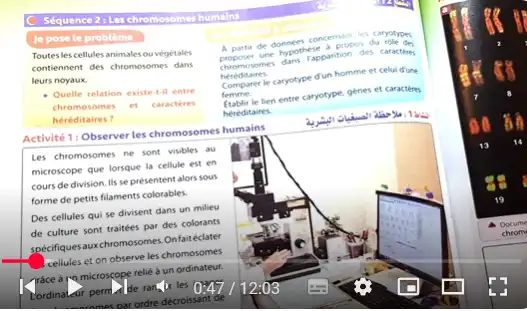 Séquence 2 : Les chromosomes humains
Je pose le problème
Toutes les cellules animales ou végétales
contiennent des chromosomes dans
leurs noyaux.
• Quelle relation existe-t-il entre
chromosomes et caractères
héréditaires ?
A partir de données concernant les caryotypes,
proposer une hypothèse à propos du rôle des
chromosomes dans l'apparition des caractères
héréditaires.
Comparer le caryotype d'un homme et celui d'une
femme.
Établir le lien entre caryotype, gènes et caractères
héréditaires.
Activité 1 : Observer les chromosomes humains
ملاحظة الصبغيات البشرية
Les chromosomes ne sont visibles au
microscope que lorsque la cellule est en
cours de division. Ils se présentent alors sous
forme de petits filaments colorables.
Des cellules qui se divisent dans un milieu
de culture sont traitées par des colorants
spécifiques aux chromosomes. On fait éclater
cellules et on observe les chromosomes
grâce à un microscope relié à un ordinateur.
L'ordinateur permet de ranger les
chromosomes par ordre décroissant de
1
7
8
13
14
19
0:47 / 12:03